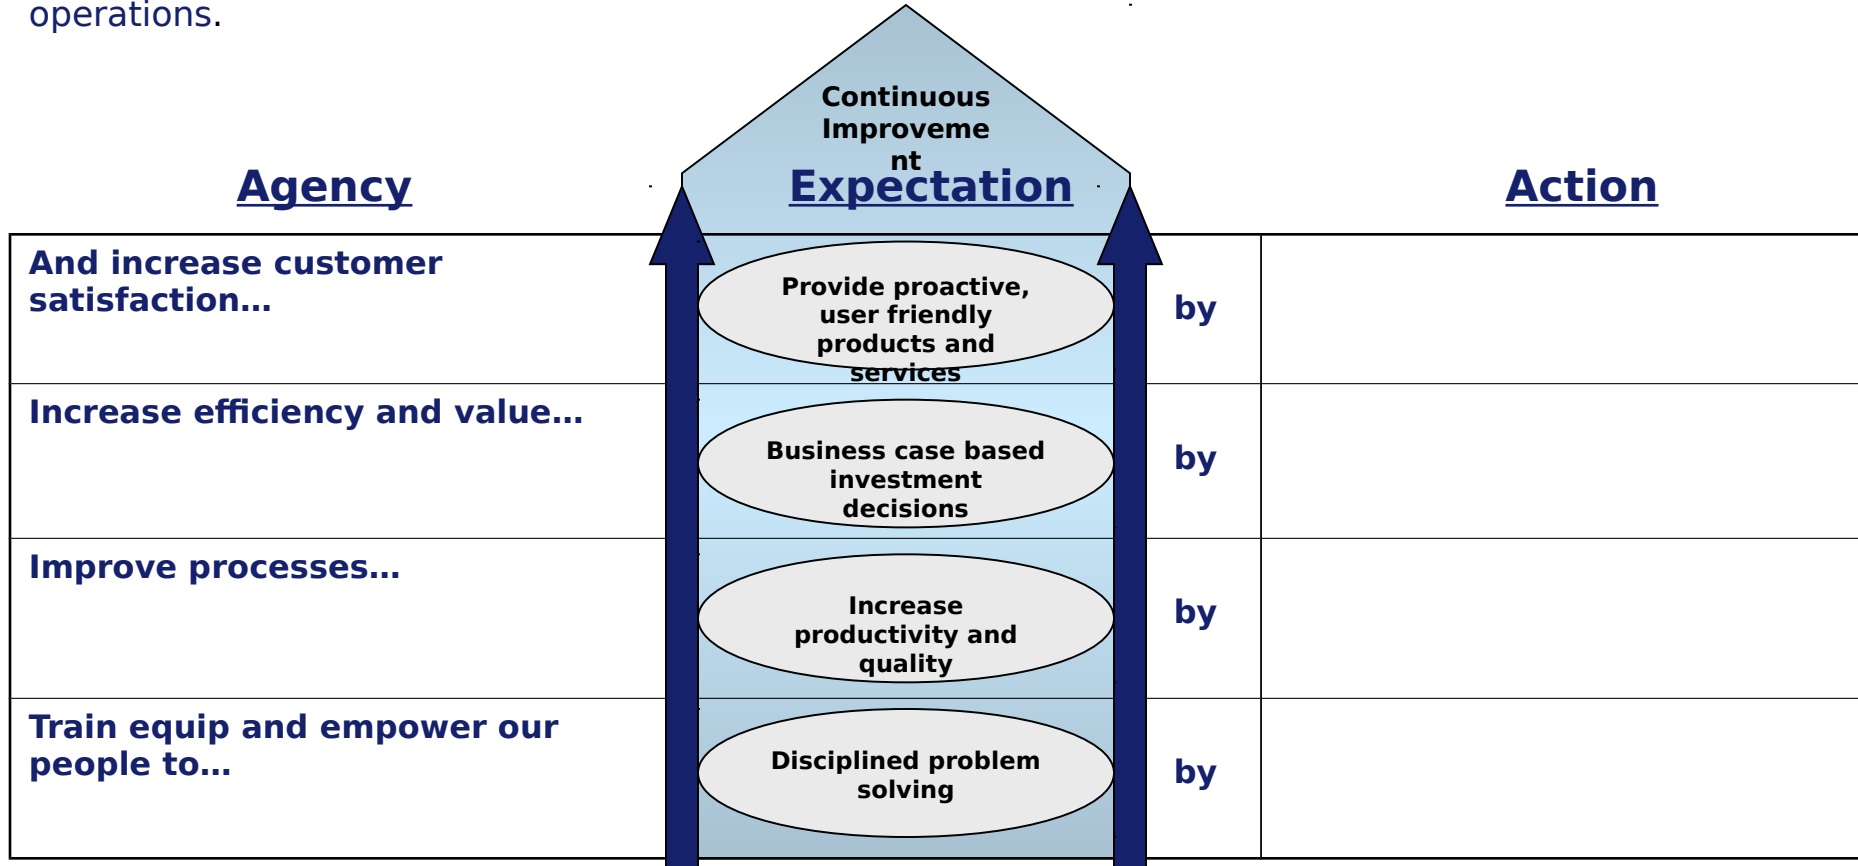 operations.
Continuous
Improveme
nt
Agency
Expectation
Action
And increase customer
satisfaction…
Provide proactive,
user friendly
products and
services
by
Increase efficiency and value…
Business case based
investment
decisions
by
Improve processes…
Increase
productivity and
quality
by
Train equip and empower our
people to…
Disciplined problem
solving
by